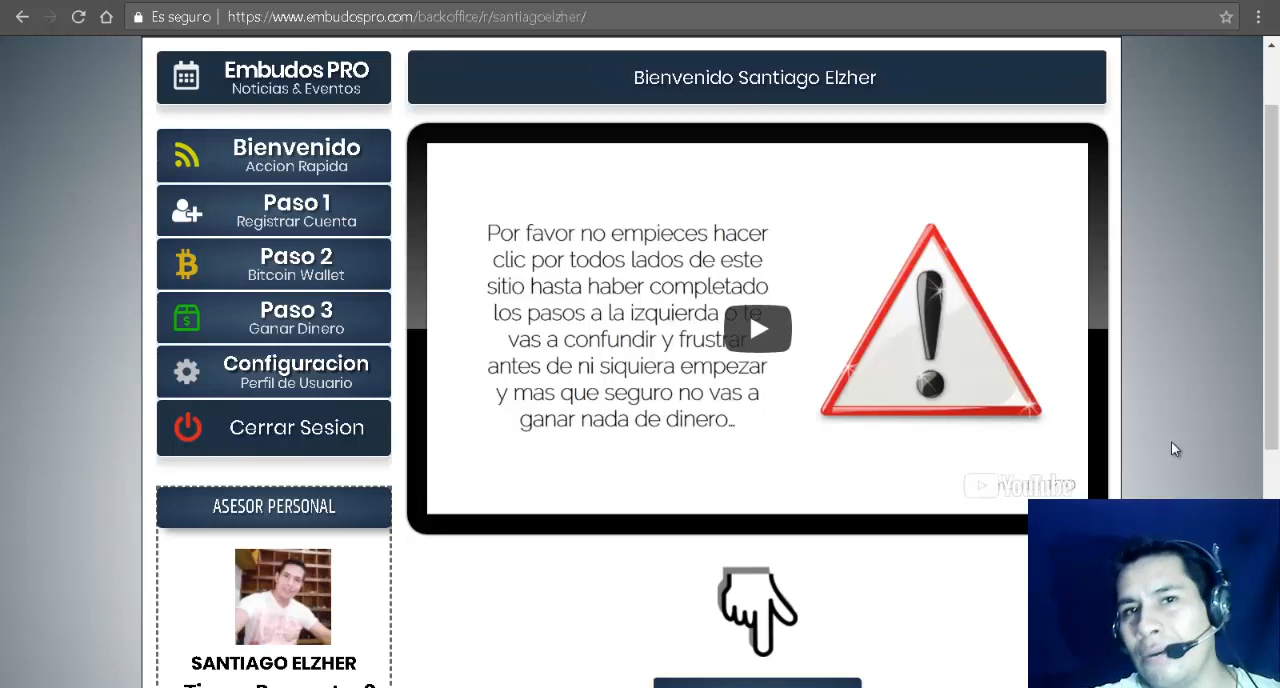 Es seguro
https://www.embudospro.com/backoffice/r/santiagoelzher/
Embudos PRO
Noticias & Eventos
Bienvenido
Accion Rapida
Paso 1
Registrar Cuenta
Paso 2
Bitcoin Wallet
Paso 3
Ganar Dinero
Configuracion
Perfil de Usuario
Cerrar Sesion
ASESOR PERSONAL
SANTIAGO ELZHER
Bienvenido Santiago Elzher
Por favor no empieces hacer
clic por todos lados de este
sitio hasta haber completado
los pasos a la izquierda o te
vas a confundir y frustrar
antes de ni siquiera empezar
y mas que seguro no vas a
ganar nada de dinero...
YouTube